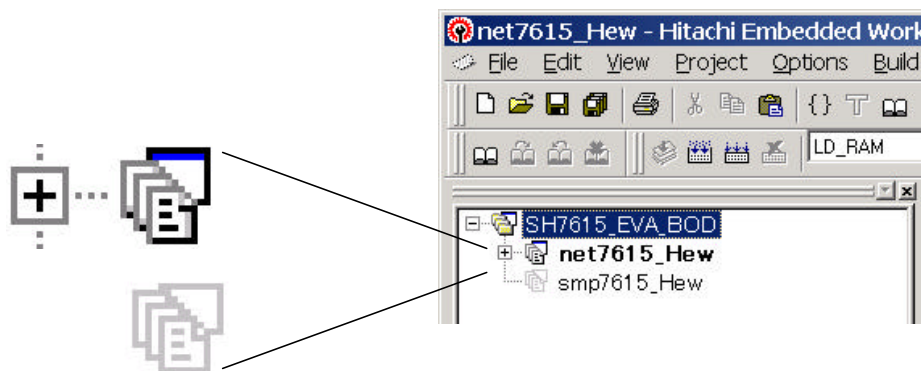 net7615_Hew - Hitachi Embedded Work
File Edit View Project Options Build
LD_RAM
SH7615_EVA_BOD
net7615_Hew
smp7615_Hew